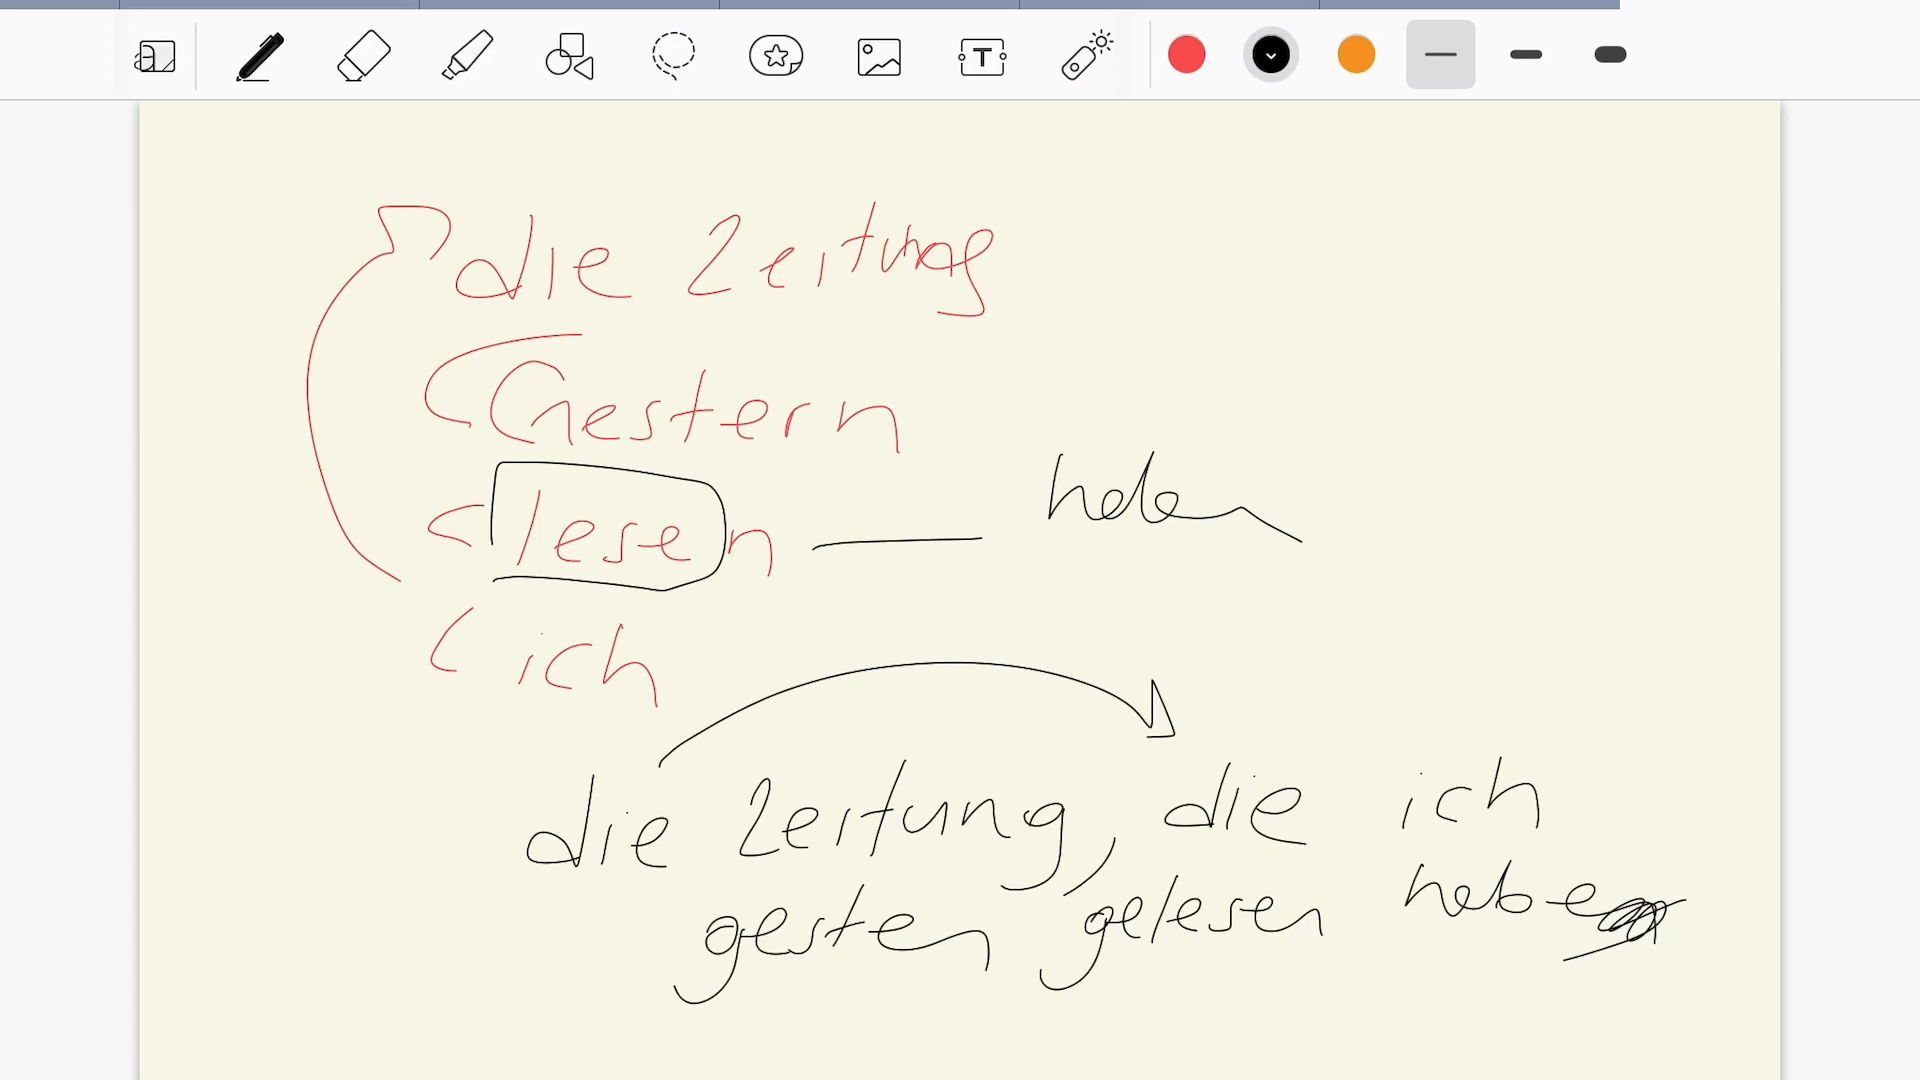 die Zeitung
Gestern
lesen — haben
ich
die Zeitung, die ich
gestern gelesen habe